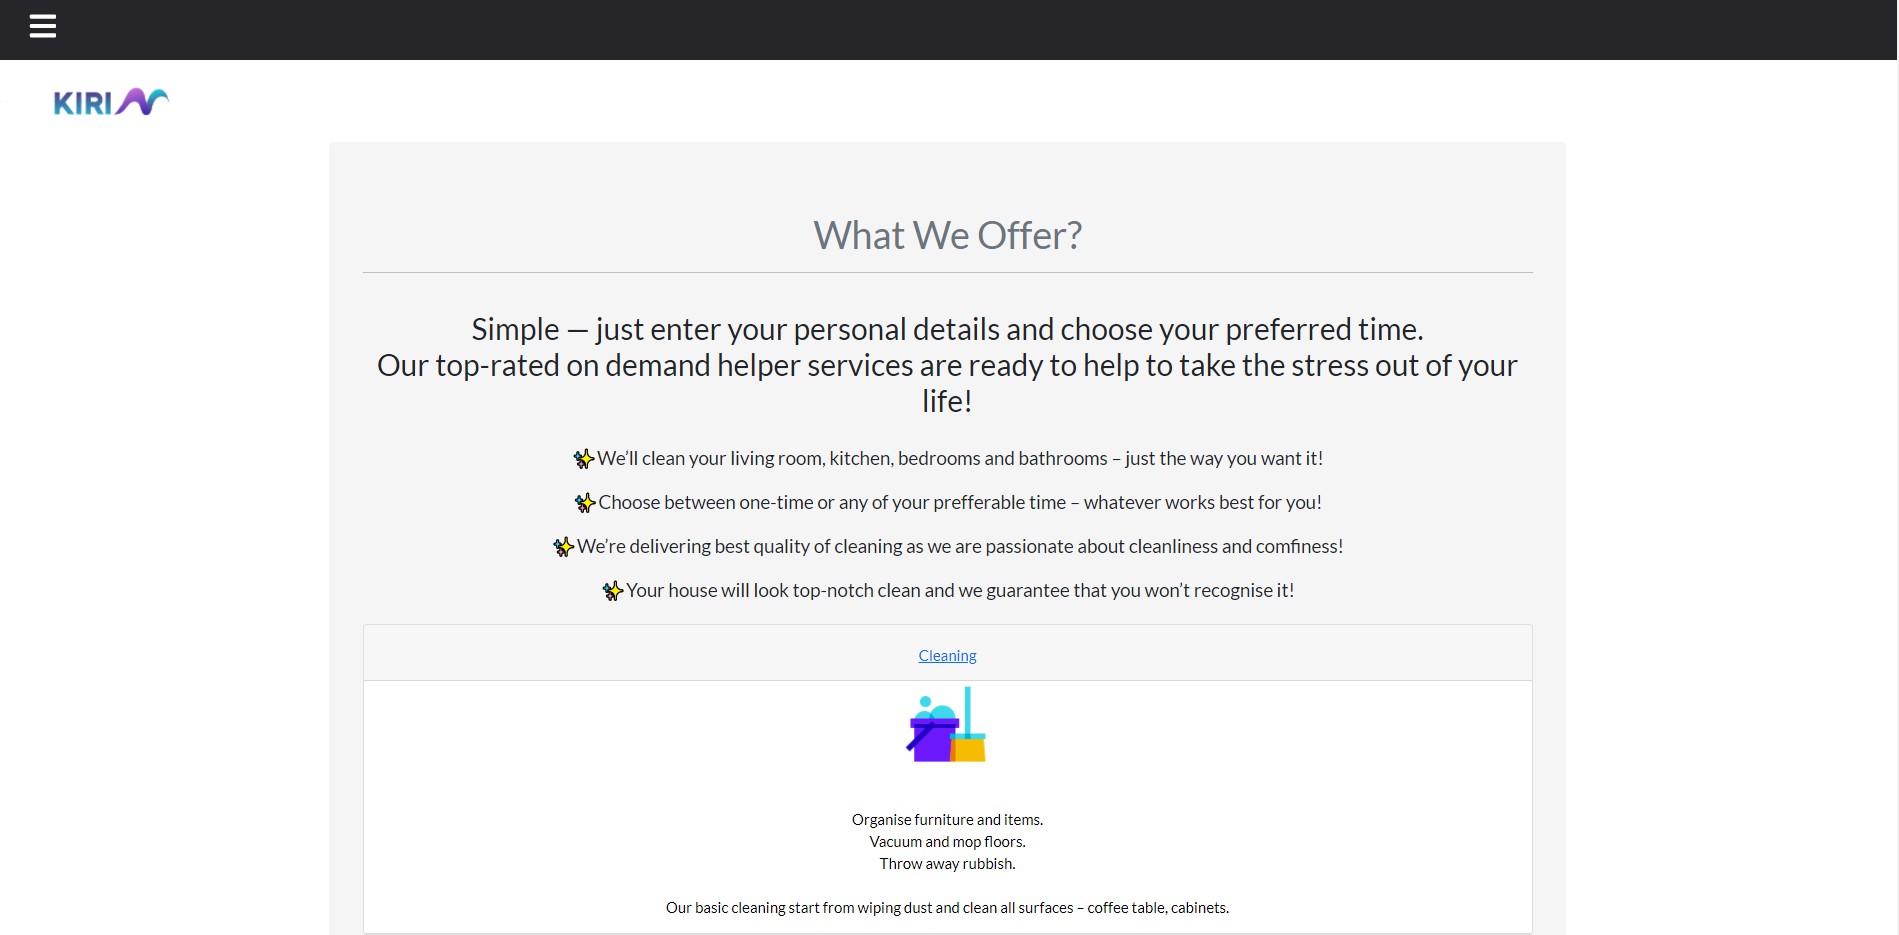 KIRI
What We Offer?
Simple — just enter your personal details and choose your preferred time.
Our top-rated on demand helper services are ready to help to take the stress out of your
life!
We’ll clean your living room, kitchen, bedrooms and bathrooms – just the way you want it!
Choose between one-time or any of your prefferable time – whatever works best for you!
We’re delivering best quality of cleaning as we are passionate about cleanliness and comfiness!
Your house will look top-notch clean and we guarantee that you won’t recognise it!
Cleaning
Organise furniture and items.
Vacuum and mop floors.
Throw away rubbish.
Our basic cleaning start from wiping dust and clean all surfaces – coffee table, cabinets.